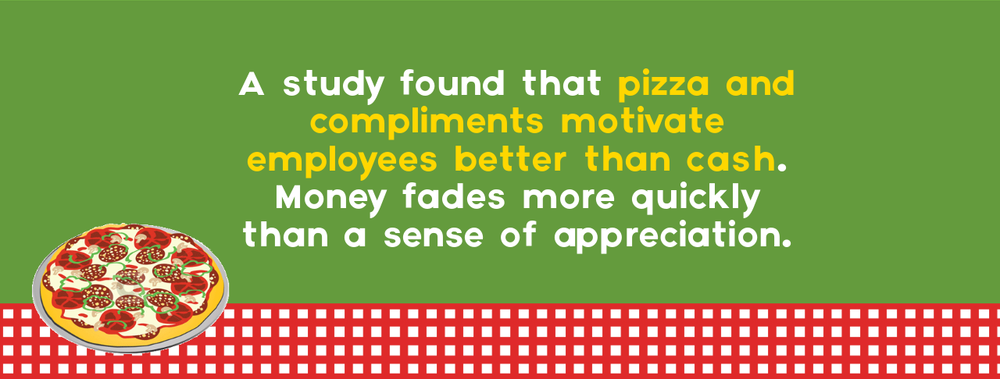 A study found that pizza and
compliments motivate
employees better than cash.
Money fades more quickly
than a sense of appreciation.